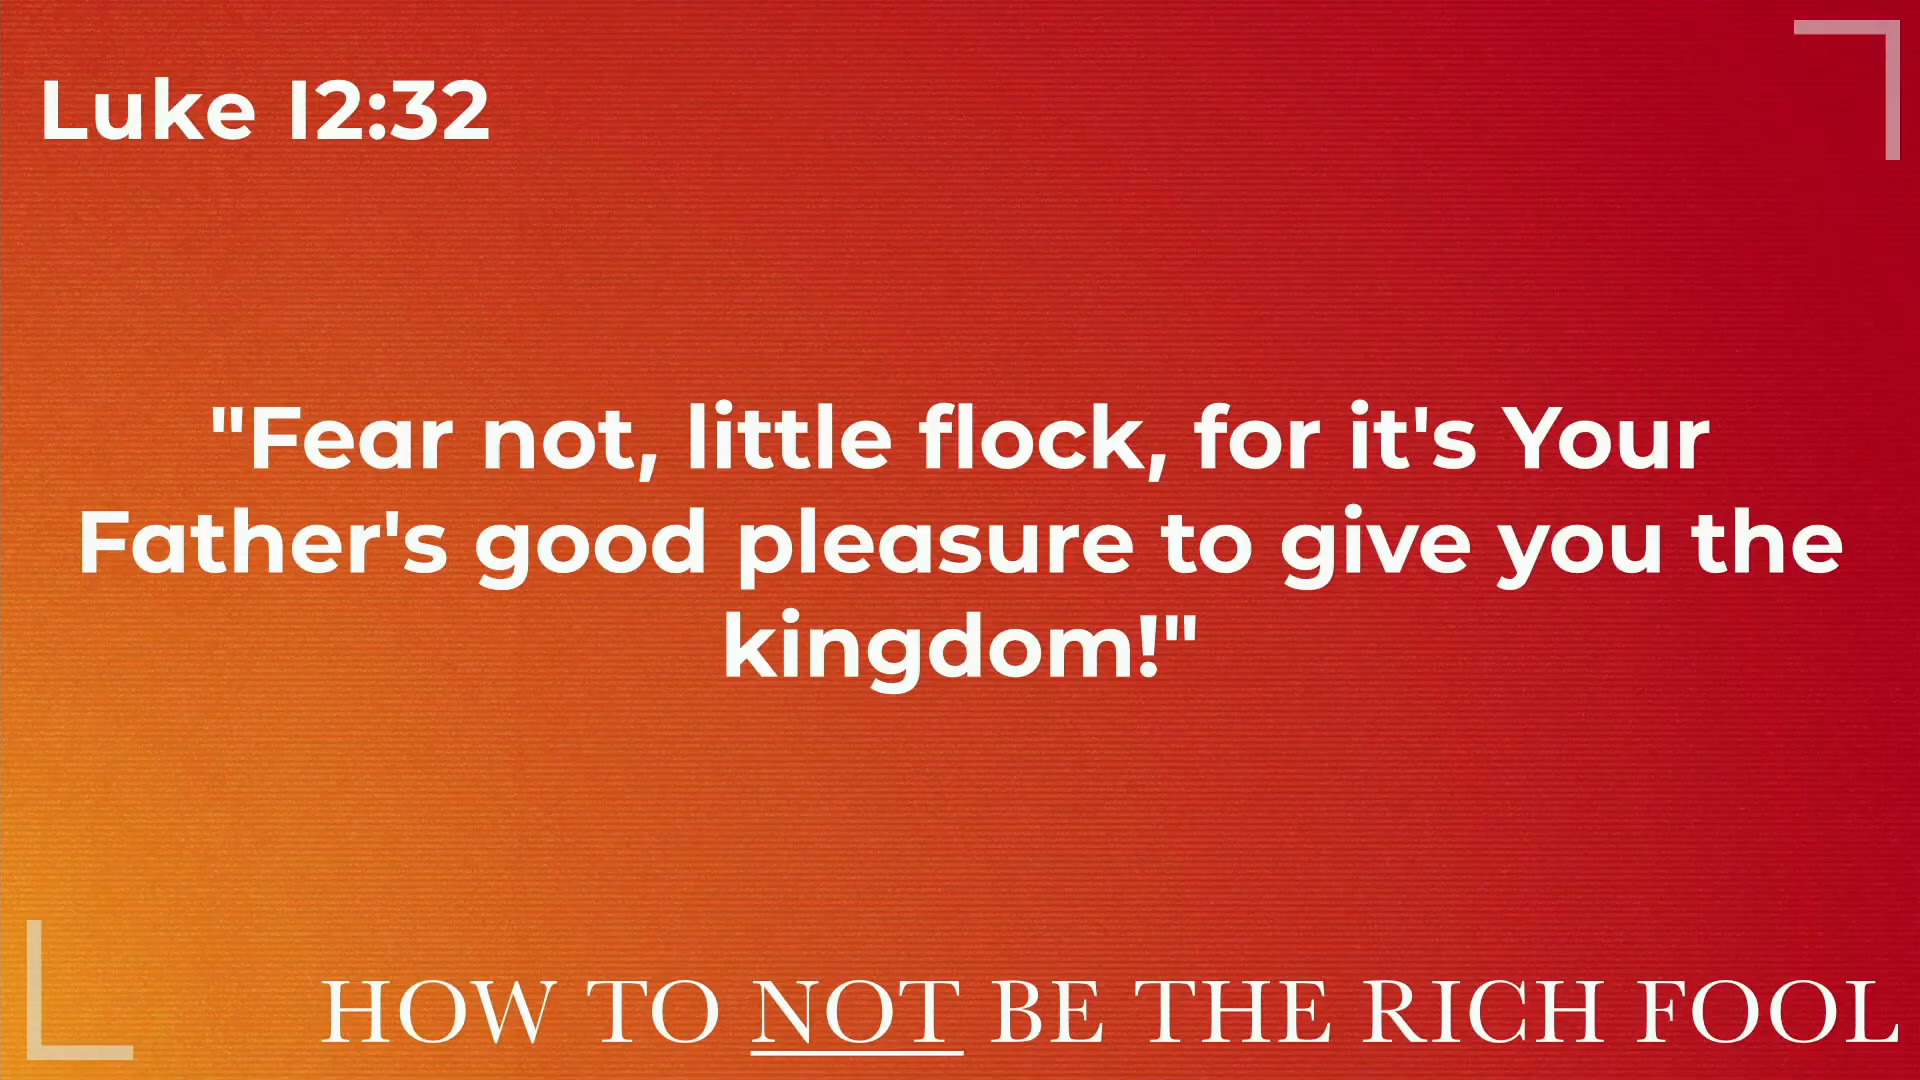 Luke I2:32
"Fear not, little flock, for it's Your
Father's good pleasure to give you the
kingdom!"
HOW TO NOT BE THE RICH FOOL